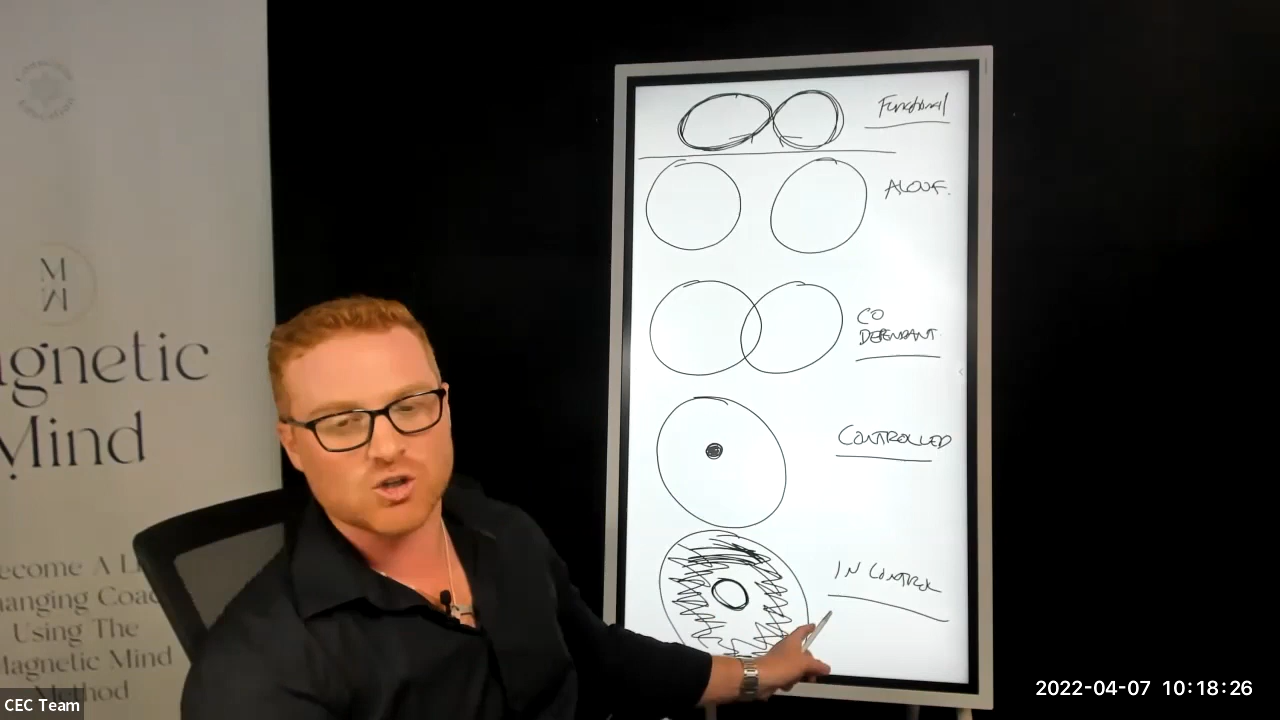 M
M
agnetic
Mind
ecome A Li
hanging Coac
Using The
Magnetic Mind
Method
Functional
ALOOF.
CO
DEPENDANT
CONTROLLED
IN CONTROL
CEC Team
2022-04-07 10:18:26